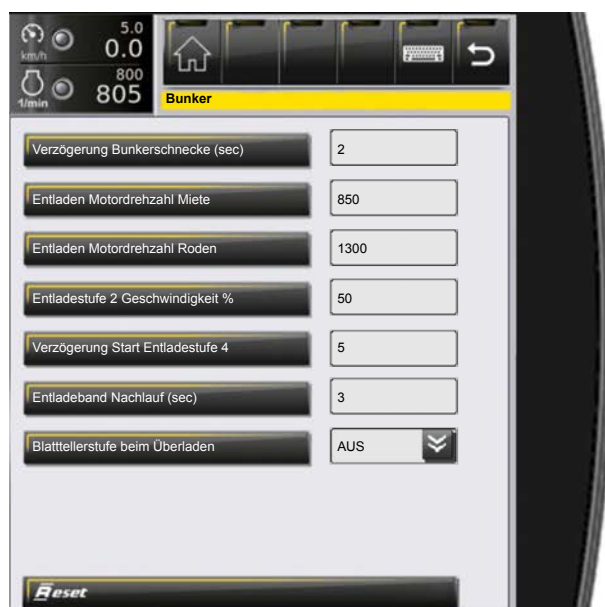 5.0
km/h 0.0
800
1/min 805
Bunker
Verzögerung Bunkerschnecke (sec) 2
Entladen Motordrehzahl Miete 850
Entladen Motordrehzahl Roden 1300
Entladestufe 2 Geschwindigkeit % 50
Verzögerung Start Entladestufe 4 5
Entladeband Nachlauf (sec) 3
Blatttellerstufe beim Überladen AUS
Reset